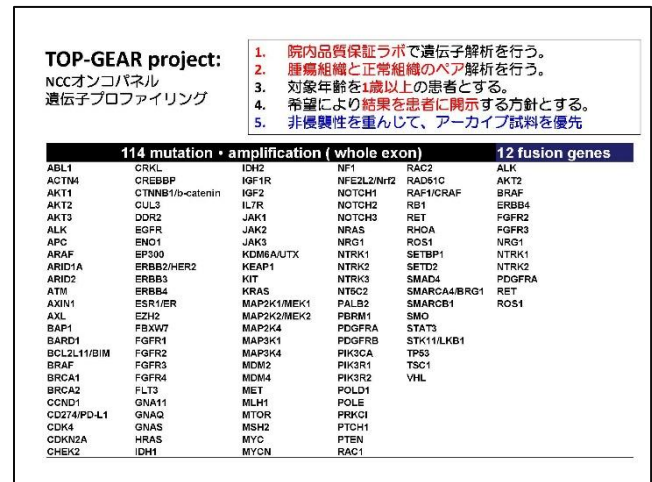 TOP-GEAR project:
NCCオンコパネル
遺伝子プロファイリング
1. 院内品質保証ラボで遺伝子解析を行う。
2. 腫瘍組織と正常組織のペア解析を行う。
3. 対象年齢を1歳以上の患者とする。
4. 希望により結果を患者に開示する方針とする。
5. 非侵襲性を重んじて、アーカイブ試料を優先
114 mutation・amplification ( whole exon) 12 fusion genes
ABL1 CRKL IDH2 NF1 RAC2 ALK
ACTN4 CREBBP IGF1R NFE2L2/Nrf2 RAD51C AKT2
AKT1 CTNNB1/b-catenin IGF2 NOTCH1 RAF1/CRAF BRAF
AKT2 CUL3 IL7R NOTCH2 RB1 ERBB4
AKT3 DDR2 JAK1 NOTCH3 RET FGFR2
ALK EGFR JAK2 NRAS RHOA FGFR3
APC ENO1 JAK3 NRG1 ROS1 NRG1
ARAF EP300 KDM6A/UTX NTRK1 SETBP1 NTRK1
ARID1A ERBB2/HER2 KEAP1 NTRK2 SETD2 NTRK2
ARID2 ERBB3 KIT NTRK3 SMAD4 PDGFRA
ATM ERBB4 KRAS NT5C2 SMARCA4/BRG1 RET
AXIN1 ESR1/ER MAP2K1/MEK1 PALB2 SMARCB1 ROS1
AXL EZH2 MAP2K2/MEK2 PBRM1 SMO
BAP1 FBXW7 MAP2K4 PDGFRA STAT3
BARD1 FGFR1 MAP3K1 PDGFRB STK11/LKB1
BCL2L11/BIM FGFR2 MAP3K4 PIK3CA TP53
BRAF FGFR3 MDM2 PIK3R1 TSC1
BRCA1 FGFR4 MDM4 PIK3R2 VHL
BRCA2 FLT3 MET POLD1
CCND1 GNA11 MLH1 POLE
CD274/PD-L1 GNAQ MTOR PRKCI
CDK4 GNAS MSH2 PTCH1
CDKN2A HRAS MYC PTEN
CHEK2 IDH1 MYCN RAC1